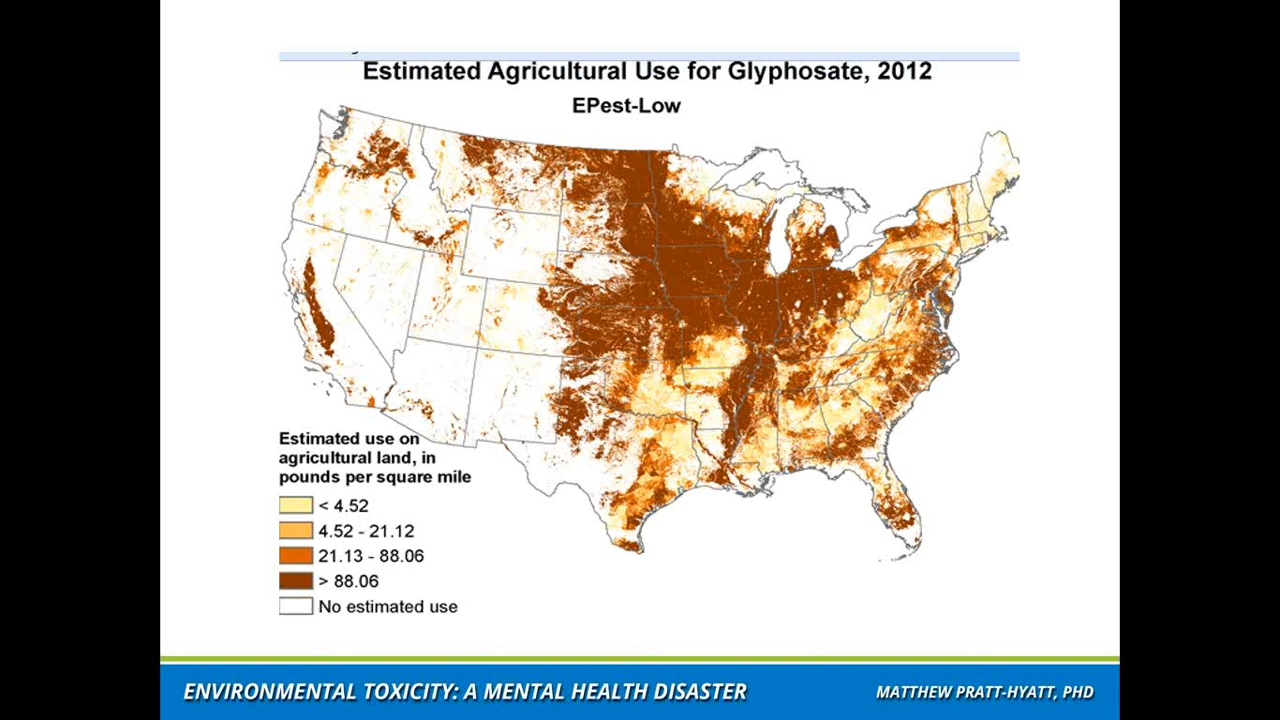 Estimated Agricultural Use for Glyphosate, 2012
EPest-Low
Estimated use on
agricultural land, in
pounds per square mile
< 4.52
4.52 - 21.12
21.13 - 88.06
> 88.06
No estimated use
ENVIRONMENTAL TOXICITY: A MENTAL HEALTH DISASTER
MATTHEW PRATT-HYATT, PHD